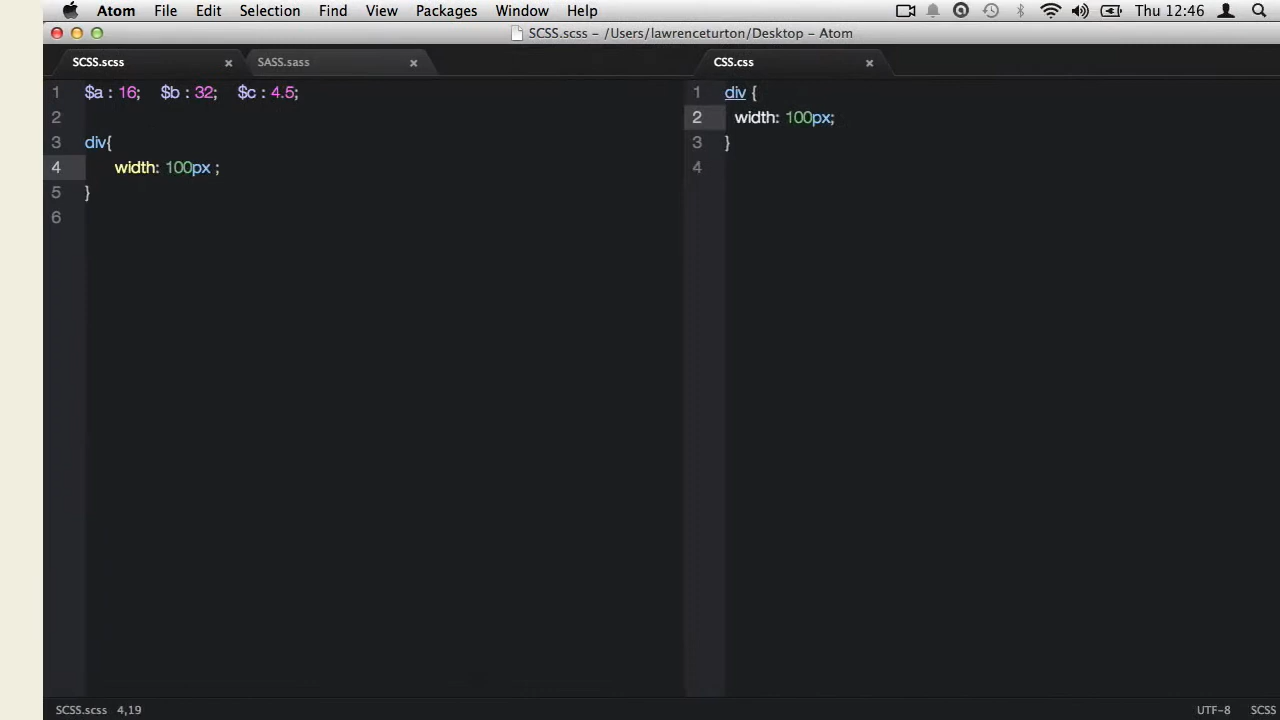 Atom File Edit Selection Find View Packages Window Help Thu 12:46
SCSS.scss – /Users/lawrenceturton/Desktop – Atom
SCSS.scss × SASS.sass × CSS.css ×
1 $a : 16; $b : 32; $c : 4.5;
2
3 div{
4 width: 100px ;
5 }
6
1 div {
2 width: 100px;
3 }
4
SCSS.scss 4,19 UTF-8 SCSS